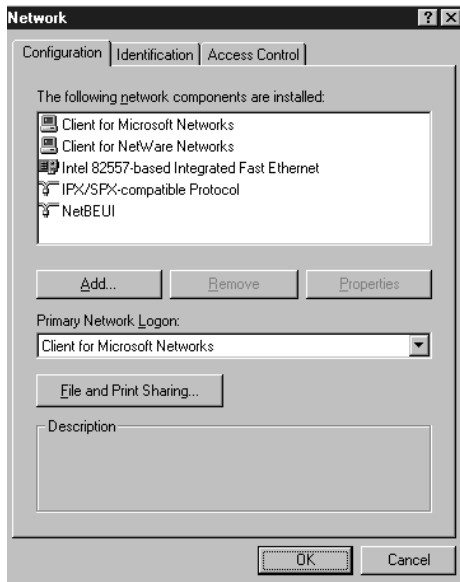 Network
Configuration Identification Access Control
The following network components are installed:
Client for Microsoft Networks
Client for NetWare Networks
Intel 82557-based Integrated Fast Ethernet
IPX/SPX-compatible Protocol
NetBEUI
Add... Remove Properties
Primary Network Logon:
Client for Microsoft Networks
File and Print Sharing...
Description
OK Cancel